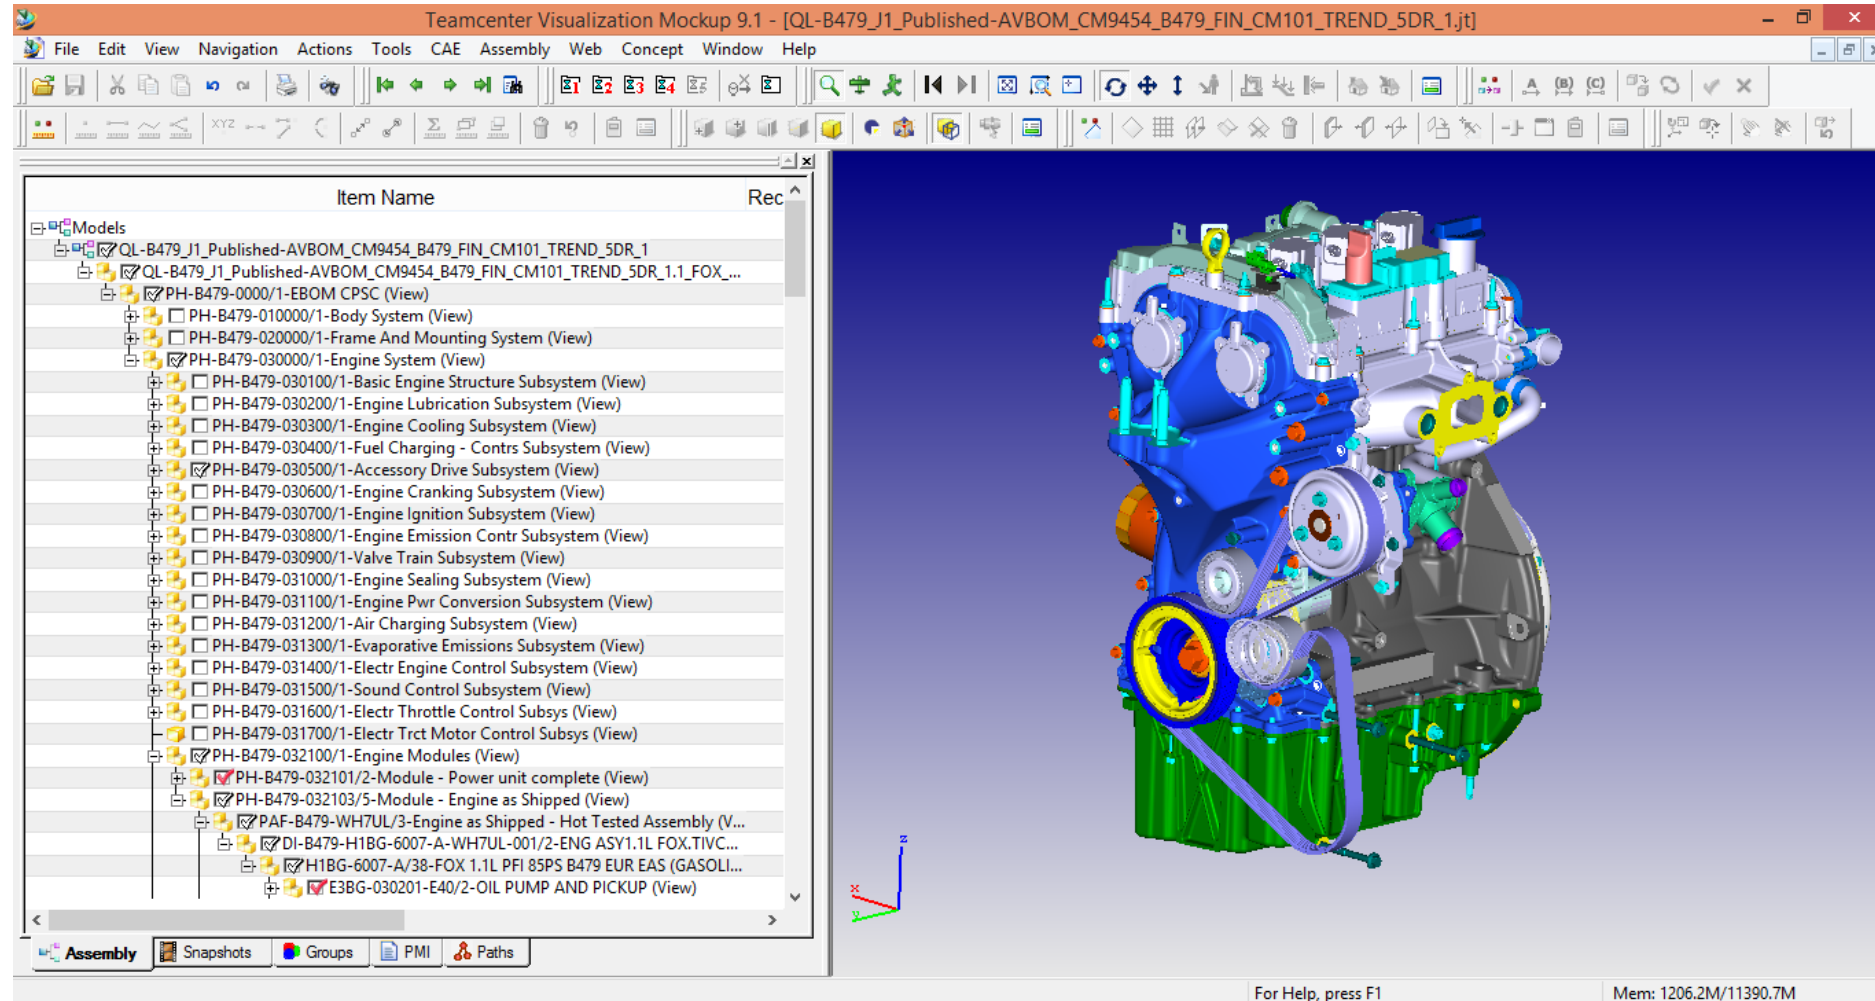 Teamcenter Visualization Mockup 9.1 - [QL-B479_J1_Published-AVBOM_CM9454_B479_FIN_CM101_TREND_5DR_1.jt]
File Edit View Navigation Actions Tools CAE Assembly Web Concept Window Help
Item Name Rec
Models
QL-B479_J1_Published-AVBOM_CM9454_B479_FIN_CM101_TREND_5DR_1
QL-B479_J1_Published-AVBOM_CM9454_B479_FIN_CM101_TREND_5DR_1.1_FOX_...
PH-B479-0000/1-EBOM CPSC (View)
PH-B479-010000/1-Body System (View)
PH-B479-020000/1-Frame And Mounting System (View)
PH-B479-030000/1-Engine System (View)
PH-B479-030100/1-Basic Engine Structure Subsystem (View)
PH-B479-030200/1-Engine Lubrication Subsystem (View)
PH-B479-030300/1-Engine Cooling Subsystem (View)
PH-B479-030400/1-Fuel Charging - Contrs Subsystem (View)
PH-B479-030500/1-Accessory Drive Subsystem (View)
PH-B479-030600/1-Engine Cranking Subsystem (View)
PH-B479-030700/1-Engine Ignition Subsystem (View)
PH-B479-030800/1-Engine Emission Contr Subsystem (View)
PH-B479-030900/1-Valve Train Subsystem (View)
PH-B479-031000/1-Engine Sealing Subsystem (View)
PH-B479-031100/1-Engine Pwr Conversion Subsystem (View)
PH-B479-031200/1-Air Charging Subsystem (View)
PH-B479-031300/1-Evaporative Emissions Subsystem (View)
PH-B479-031400/1-Electr Engine Control Subsystem (View)
PH-B479-031500/1-Sound Control Subsystem (View)
PH-B479-031600/1-Electr Throttle Control Subsys (View)
PH-B479-031700/1-Electr Trct Motor Control Subsys (View)
PH-B479-032100/1-Engine Modules (View)
PH-B479-032101/2-Module - Power unit complete (View)
PH-B479-032103/5-Module - Engine as Shipped (View)
PAF-B479-WH7UL/3-Engine as Shipped - Hot Tested Assembly (V...
DI-B479-H1BG-6007-A-WH7UL-001/2-ENG ASY1.1L FOX.TIVC...
H1BG-6007-A/38-FOX 1.1L PFI 85PS B479 EUR EAS (GASOLI...
E3BG-030201-E40/2-OIL PUMP AND PICKUP (View)
z
x
y
Assembly Snapshots Groups PMI Paths
For Help, press F1 Mem: 1206.2M/11390.7M